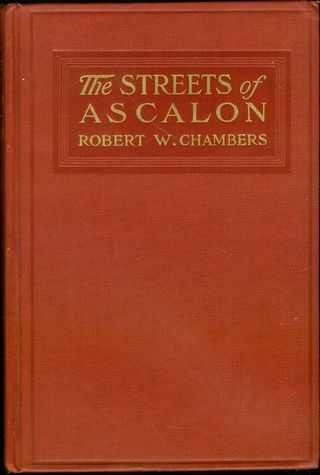 The STREETS of
ASCALON
ROBERT W. CHAMBERS